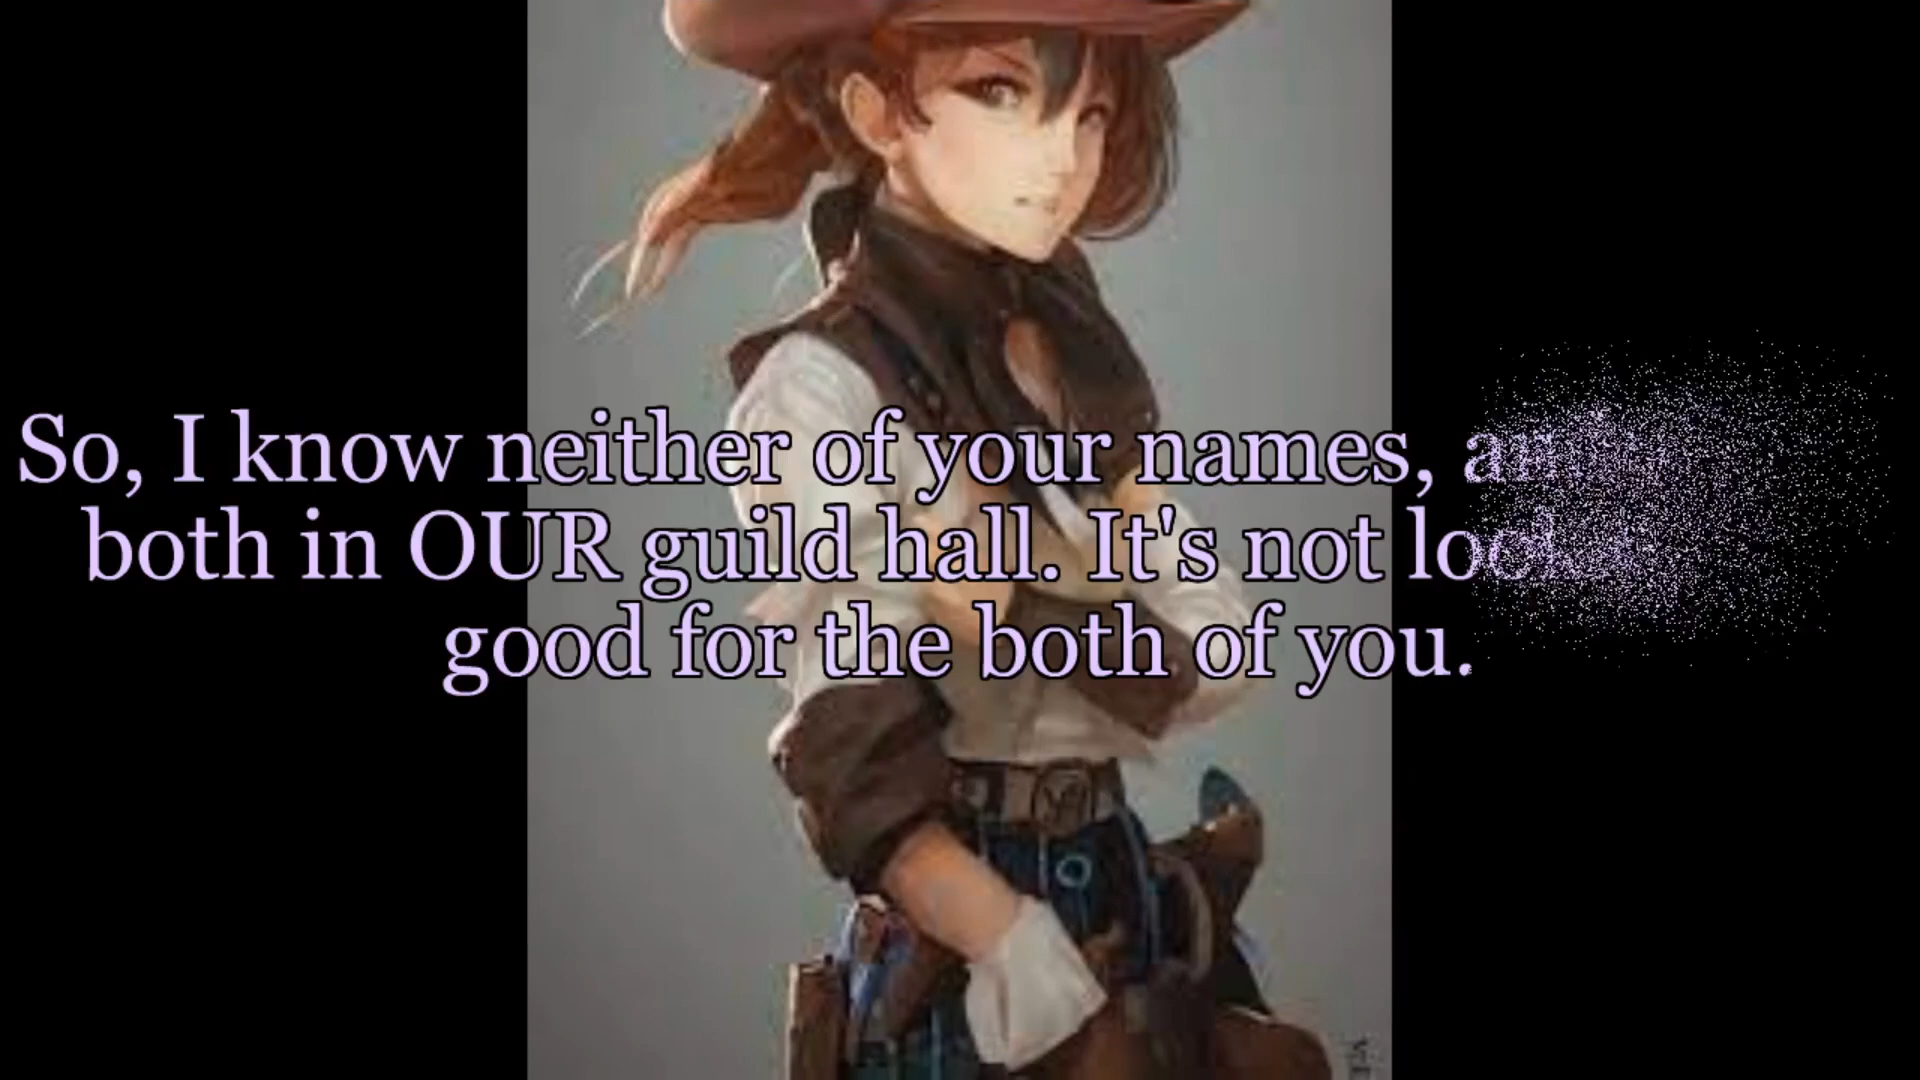 So, I know neither of your names,
both in OUR guild hall. It's not
good for the both of you.